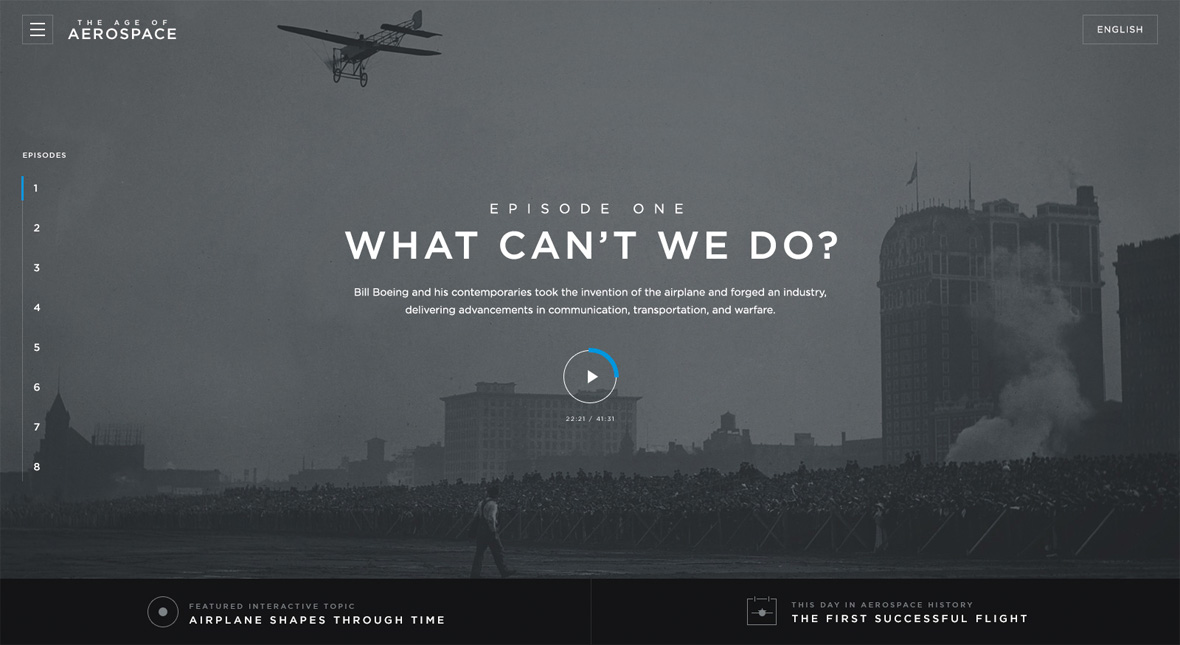 THE AGE OF
AEROSPACE
ENGLISH
EPISODES
1
2
3
4
5
6
7
8
EPISODE ONE
WHAT CAN'T WE DO?
Bill Boeing and his contemporaries took the invention of the airplane and forged an industry,
delivering advancements in communication, transportation, and warfare.
22:21 / 41:31
FEATURED INTERACTIVE TOPIC
AIRPLANE SHAPES THROUGH TIME
THIS DAY IN AEROSPACE HISTORY
THE FIRST SUCCESSFUL FLIGHT